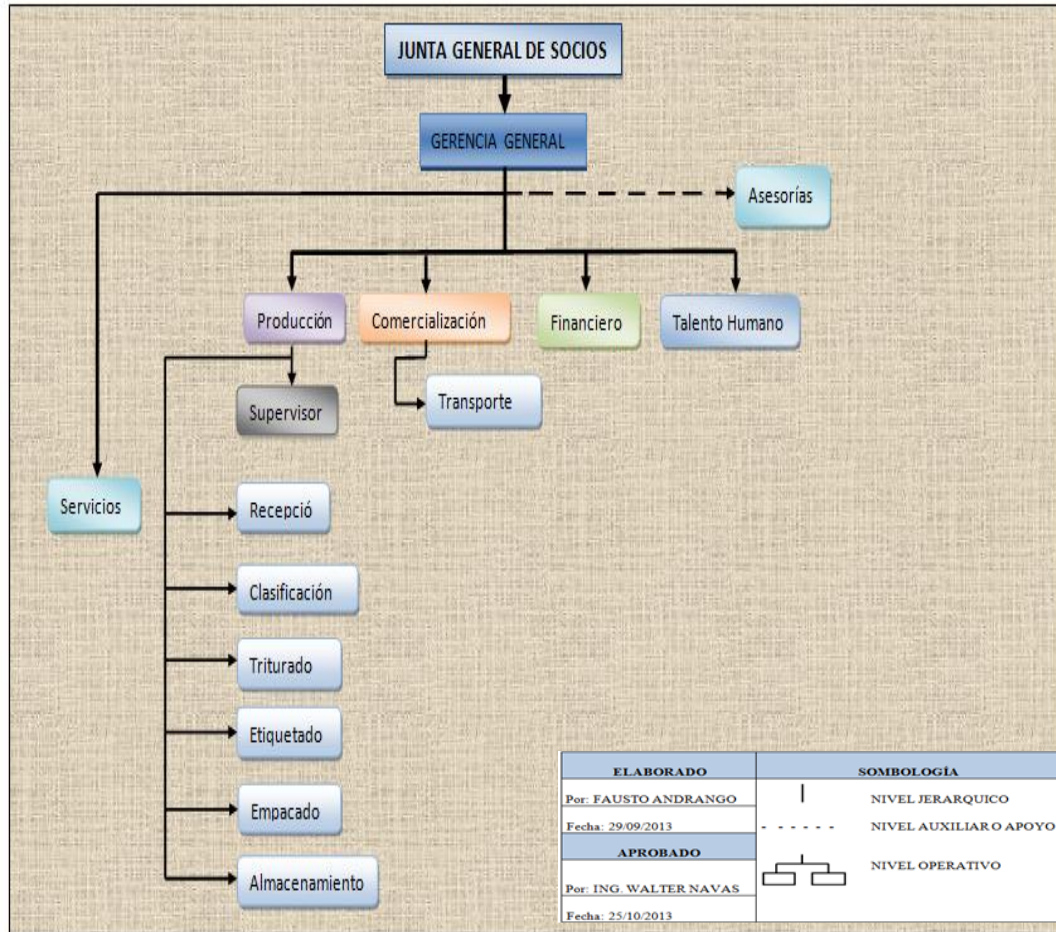 JUNTA GENERAL DE SOCIOS
GERENCIA GENERAL
Asesorías
Producción
Comercialización
Financiero
Talento Humano
Supervisor
Transporte
Servicios
Recepció
Clasificación
Triturado
Etiquetado
Empacado
Almacenamiento
ELABORADO
Por: FAUSTO ANDRANGO
Fecha: 29/09/2013
APROBADO
Por: ING. WALTER NAVAS
Fecha: 25/10/2013
SOMBOLOGÍA
NIVEL JERARQUICO
NIVEL AUXILIAR O APOYO
NIVEL OPERATIVO